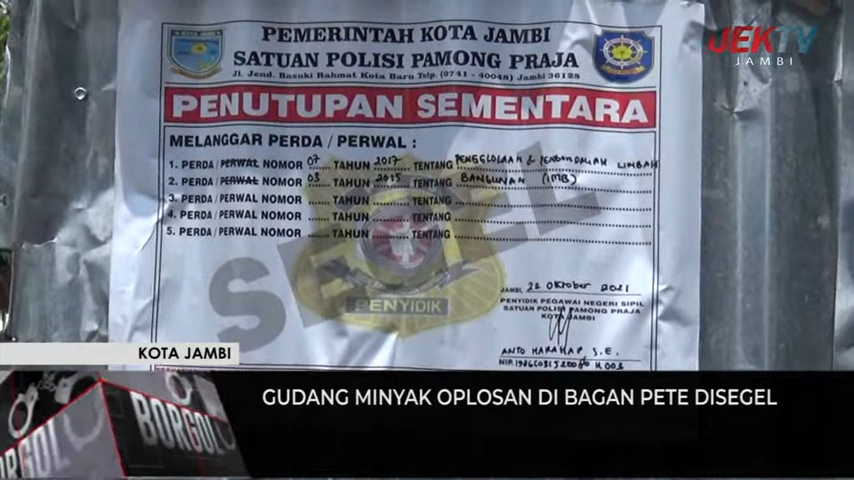 PEMERINTAH KOTA JAMBI
SATUAN POLISI PAMONG PRAJA
Jl. Jend. Basuki Rahmat Kota Baru Telp. (0741 - 40048) Jambi 36128
JEKTV
JAMBI
PENUTUPAN SEMENTARA
MELANGGAR PERDA / PERWAL :
1. PERDA/PERWAL NOMOR 07 TAHUN 2017 TENTANG PENGELOLAAN & LIMBAH
2. PERDA/PERWAL NOMOR 03 TAHUN 2015 TENTANG BANGUNAN (IMB)
3. PERDA/PERWAL NOMOR ...... TAHUN ........ TENTANG
4. PERDA/PERWAL NOMOR ...... TAHUN ........ TENTANG
5. PERDA/PERWAL NOMOR ...... TAHUN ........ TENTANG
SEGEL
PENYIDIK
JAMBI, 22 Oktober 2021
PENYIDIK PEGAWAI NEGERI SIPIL
SATUAN POLISI PAMONG PRAJA
KOTA JAMBI
ANTO HARAHAP S.E.
KOTA JAMBI
BORGOL
BORGOL
GUDANG MINYAK OPLOSAN DI BAGAN PETE DISEGEL